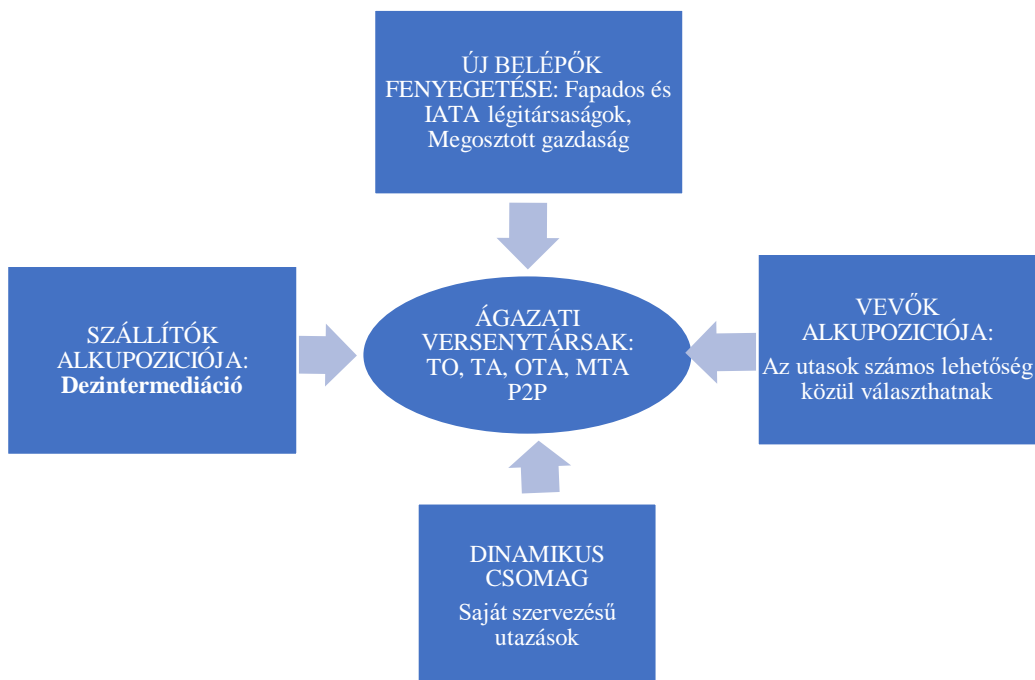 ÚJ BELÉPŐK
FENYEGETÉSE: Fapados és
IATA légitársaságok,
Megosztott gazdaság
SZÁLLÍTÓK
ALKUPOZICIÓJA:
Dezintermediáció
ÁGAZATI
VERSENYTÁRSAK:
TO, TA, OTA, MTA
P2P
VEVŐK
ALKUPOZICIÓJA:
Az utasok számos lehetőség
közül választhatnak
DINAMIKUS
CSOMAG
Saját szervezésű
utazások